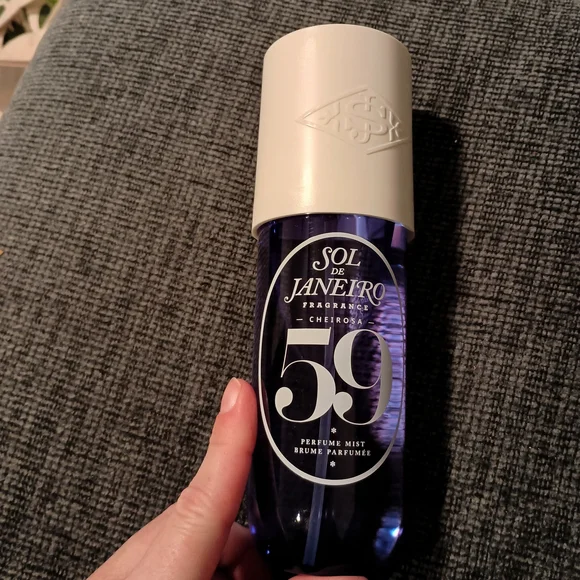 SOL
DE
JANEIRO
FRAGRANCE
— CHEIROSA —
59
PERFUME MIST
BRUME PARFUMÉE